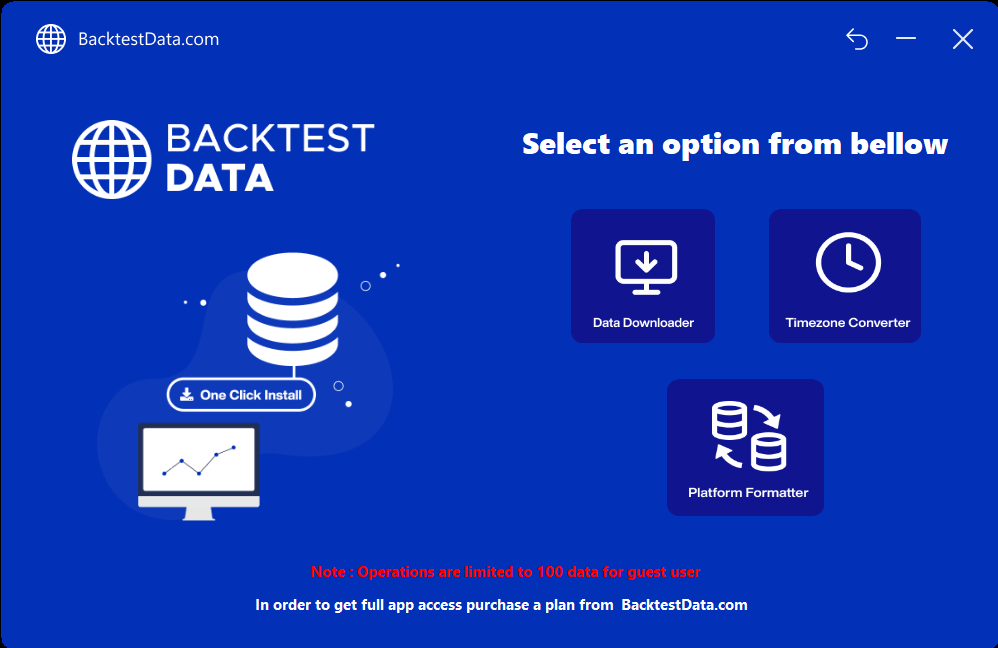 BacktestData.com
BACKTEST
DATA
Select an option from bellow
Data Downloader
Timezone Converter
One Click Install
Platform Formatter
Note : Operations are limited to 100 data for guest user
In order to get full app access purchase a plan from  BacktestData.com